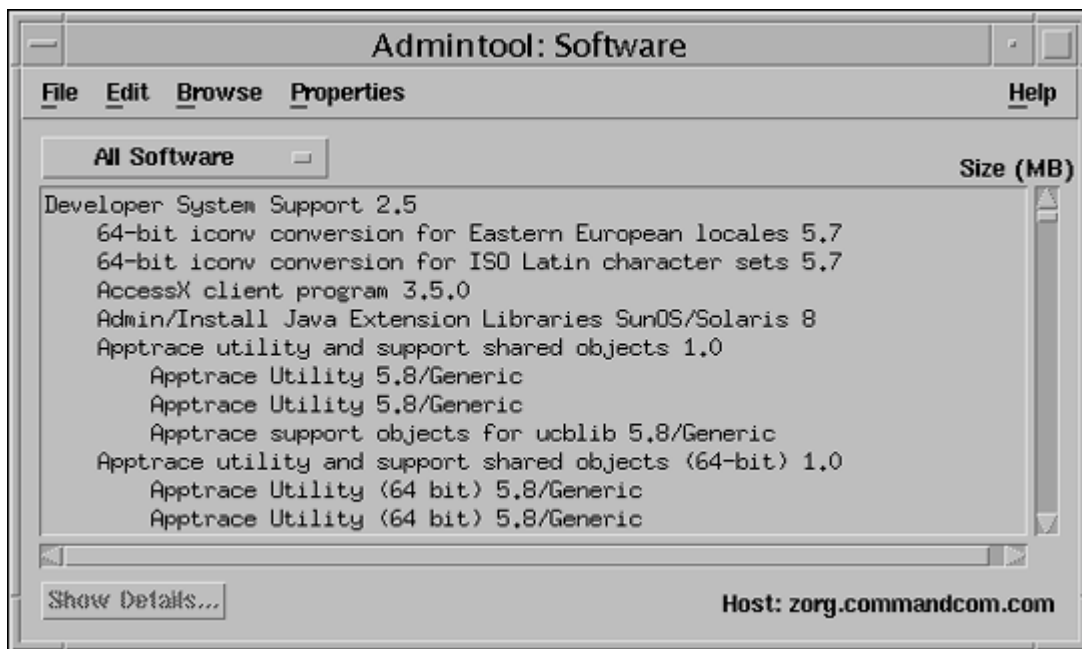 Admintool: Software
File Edit Browse Properties Help
All Software
Size (MB)
Developer System Support 2.5
64-bit iconv conversion for Eastern European locales 5.7
64-bit iconv conversion for ISO Latin character sets 5.7
AccessX client program 3.5.0
Admin/Install Java Extension Libraries SunOS/Solaris 8
Apptrace utility and support shared objects 1.0
Apptrace Utility 5.8/Generic
Apptrace Utility 5.8/Generic
Apptrace support objects for ucblib 5.8/Generic
Apptrace utility and support shared objects (64-bit) 1.0
Apptrace Utility (64 bit) 5.8/Generic
Apptrace Utility (64 bit) 5.8/Generic
Show Details...
Host: zorg.commandcom.com